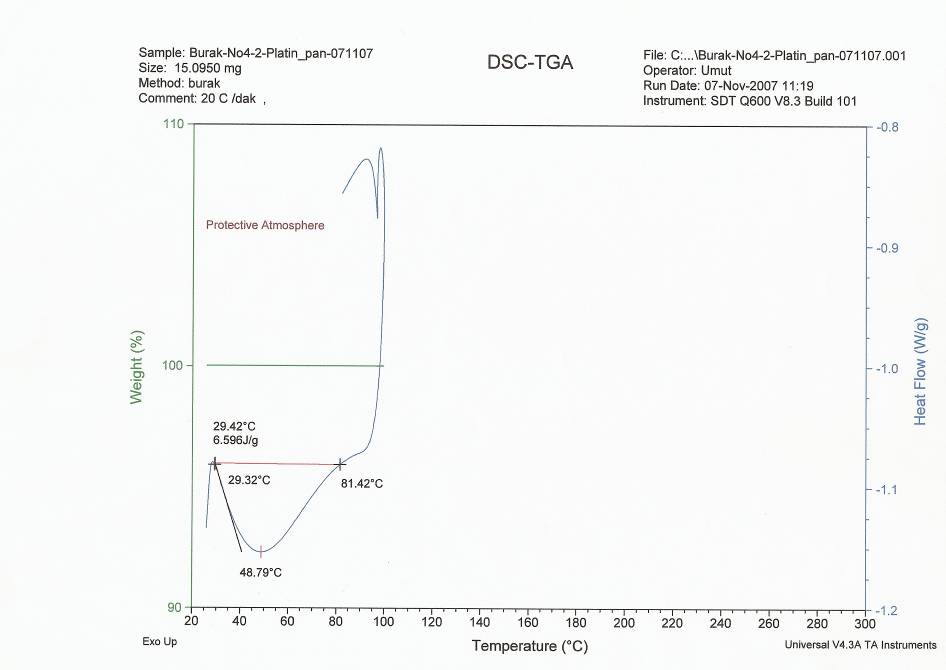 Sample: Burak-No4-2-Platin_pan-071107
Size: 15.0950 mg
Method: burak
Comment: 20 C /dak ,
DSC-TGA
File: C:...\Burak-No4-2-Platin_pan-071107.001
Operator: Umut
Run Date: 07-Nov-2007 11:19
Instrument: SDT Q600 V8.3 Build 101
110
-0.8
Protective Atmosphere
-0.9
Weight (%)
100
-1.0
Heat Flow (W/g)
29.42°C
6.596J/g
29.32°C
81.42°C
-1.1
48.79°C
90
-1.2
20 40 60 80 100 120 140 160 180 200 220 240 260 280 300
Exo Up
Temperature (°C)
Universal V4.3A TA Instruments